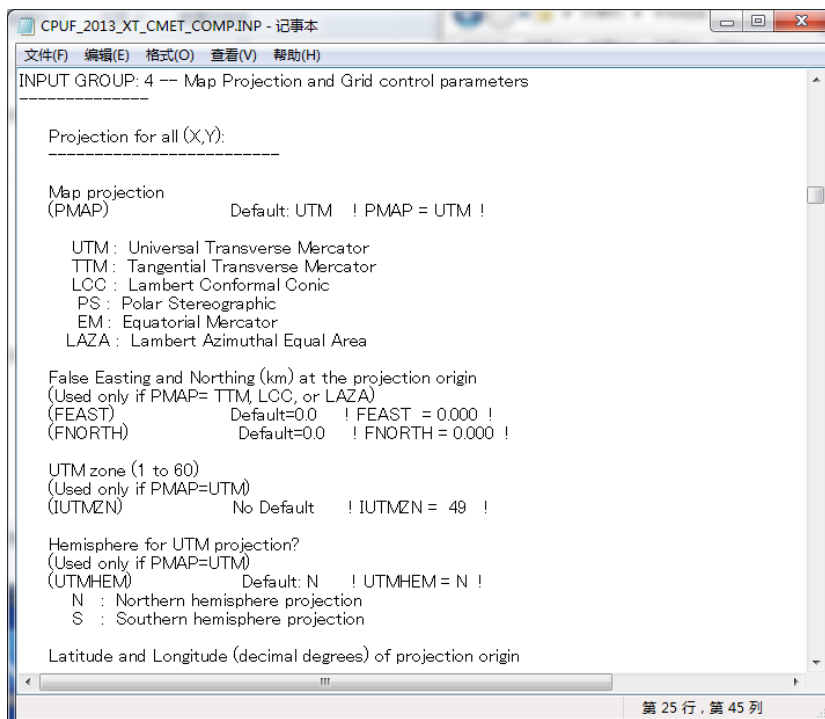 CPUF_2013_XT_CMET_COMP.INP - 记事本
文件(F) 编辑(E) 格式(O) 查看(V) 帮助(H)
INPUT GROUP: 4 -- Map Projection and Grid control parameters
--------------
Projection for all (X,Y):
-------------------------
Map projection
(PMAP) Default: UTM ! PMAP = UTM !
UTM : Universal Transverse Mercator
TTM : Tangential Transverse Mercator
LCC : Lambert Conformal Conic
PS : Polar Stereographic
EM : Equatorial Mercator
LAZA : Lambert Azimuthal Equal Area
False Easting and Northing (km) at the projection origin
(Used only if PMAP= TTM, LCC, or LAZA)
(FEAST) Default=0.0 ! FEAST = 0.000 !
(FNORTH) Default=0.0 ! FNORTH = 0.000 !
UTM zone (1 to 60)
(Used only if PMAP=UTM)
(IUTMZN) No Default ! IUTMZN = 49 !
Hemisphere for UTM projection?
(Used only if PMAP=UTM)
(UTMHEM) Default: N ! UTMHEM = N !
N : Northern hemisphere projection
S : Southern hemisphere projection
Latitude and Longitude (decimal degrees) of projection origin
第 25 行，第 45 列